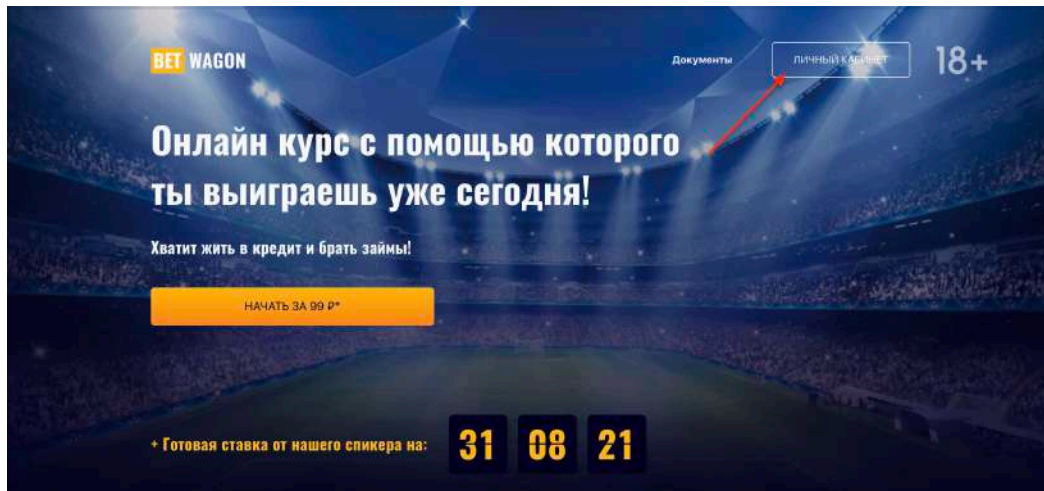 BET WAGON
Документы
ЛИЧНЫЙ КАБИНЕТ
18+
Онлайн курс с помощью которого
ты выиграешь уже сегодня!
Хватит жить в кредит и брать займы!
НАЧАТЬ ЗА 99 ₽*
+ Готовая ставка от нашего спикера на:
31 08 21